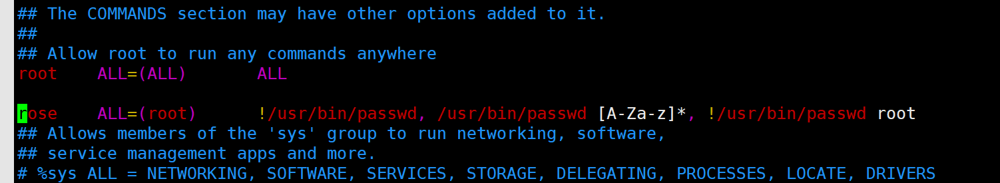 ## The COMMANDS section may have other options added to it.
##
## Allow root to run any commands anywhere
root    ALL=(ALL)       ALL
rose    ALL=(root)      !/usr/bin/passwd, /usr/bin/passwd [A-Za-z]*, !/usr/bin/passwd root
## Allows members of the 'sys' group to run networking, software,
## service management apps and more.
# %sys ALL = NETWORKING, SOFTWARE, SERVICES, STORAGE, DELEGATING, PROCESSES, LOCATE, DRIVERS